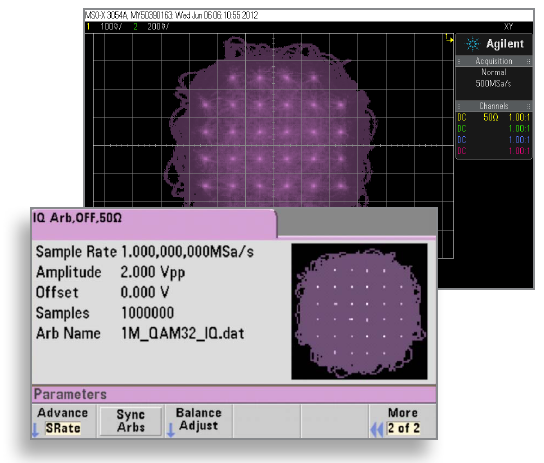 MSO-X 3054A, MY50390163: Wed Jun 06 06:10:55 2012
1 100V/ 2 200V/ XY
Agilent
Acquisition
Normal
500MSa/s
Channels
DC 50Ω 1.00:1
DC 1.00:1
DC 1.00:1
DC 1.00:1
IQ Arb,OFF,50Ω
Sample Rate 1.000,000,000MSa/s
Amplitude 2.000 Vpp
Offset 0.000 V
Samples 1000000
Arb Name 1M_QAM32_IQ.dat
Parameters
Advance
SRate
Sync
Arbs
Balance
Adjust
More
2 of 2